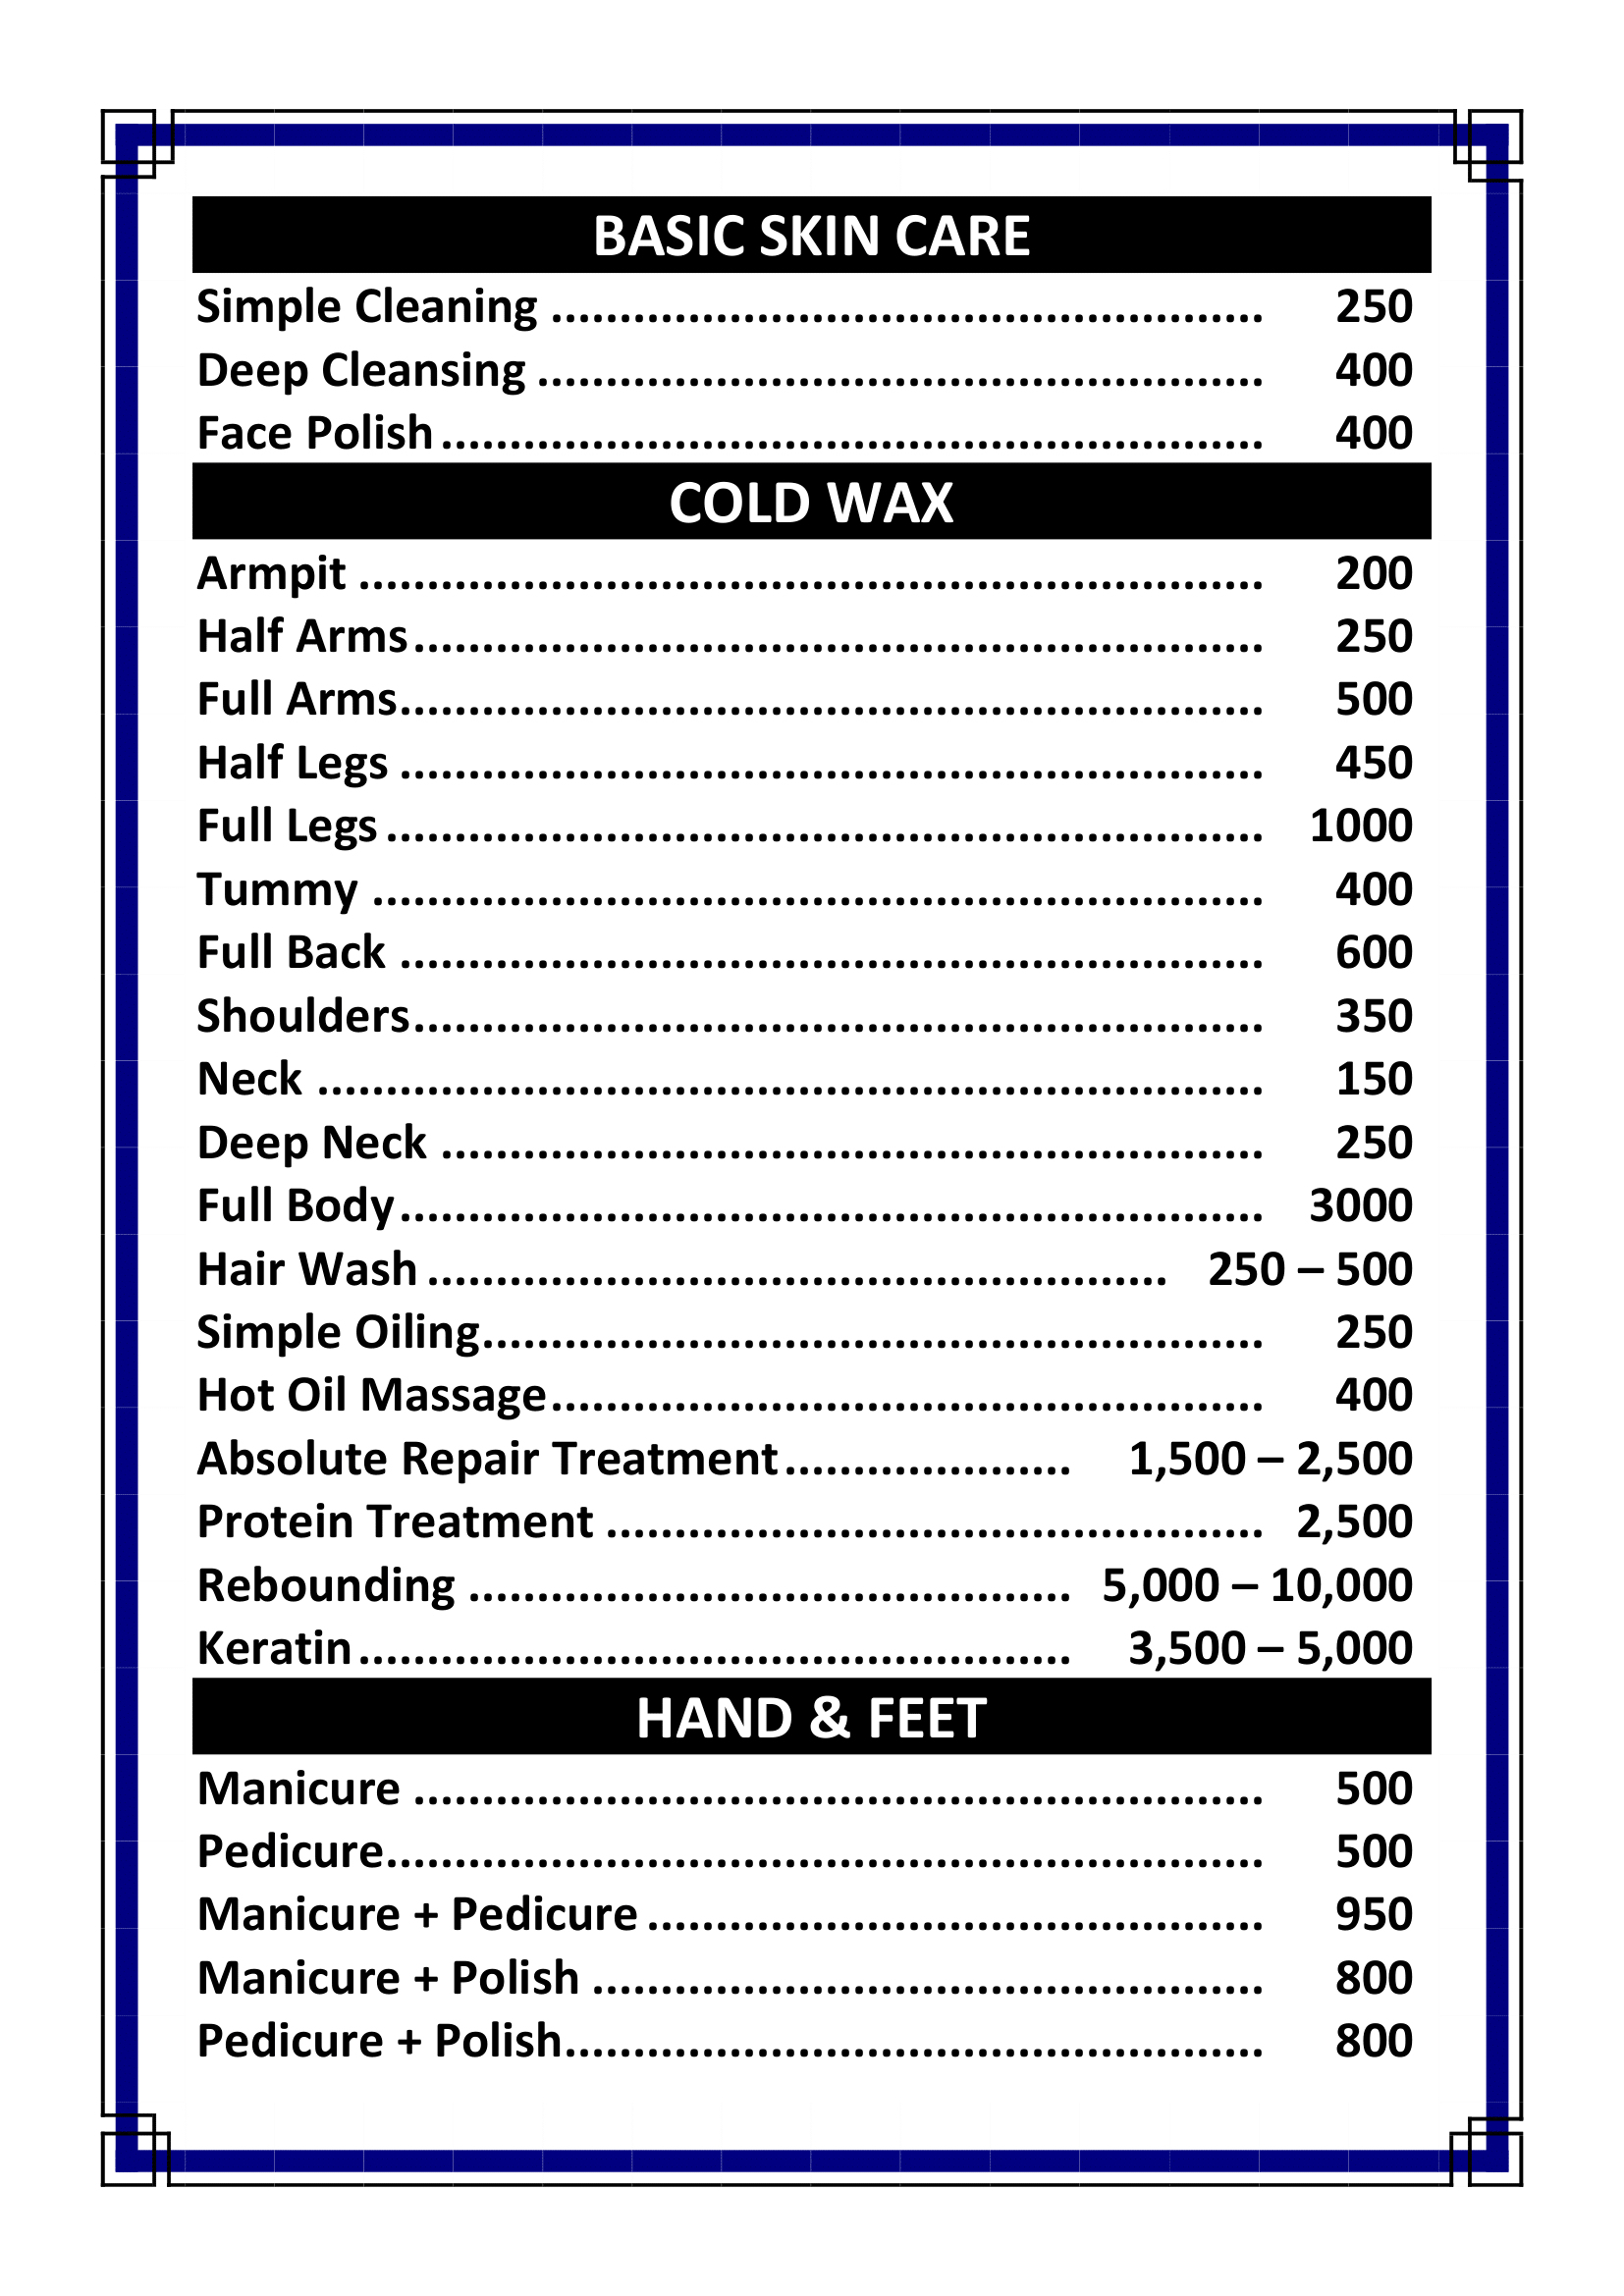 BASIC SKIN CARE
Simple Cleaning .................................................... 250
Deep Cleansing ..................................................... 400
Face Polish ............................................................ 400
COLD WAX
Armpit .................................................................. 200
Half Arms .............................................................. 250
Full Arms ............................................................... 500
Half Legs ............................................................... 450
Full Legs ................................................................ 1000
Tummy ................................................................. 400
Full Back ............................................................... 600
Shoulders .............................................................. 350
Neck ..................................................................... 150
Deep Neck ............................................................ 250
Full Body ............................................................... 3000
Hair Wash ...................................................... 250 – 500
Simple Oiling ......................................................... 250
Hot Oil Massage .................................................... 400
Absolute Repair Treatment ..................... 1,500 – 2,500
Protein Treatment ................................................ 2,500
Rebounding ............................................ 5,000 – 10,000
Keratin .................................................... 3,500 – 5,000
HAND & FEET
Manicure .............................................................. 500
Pedicure ................................................................ 500
Manicure + Pedicure ............................................. 950
Manicure + Polish ................................................. 800
Pedicure + Polish ................................................... 800